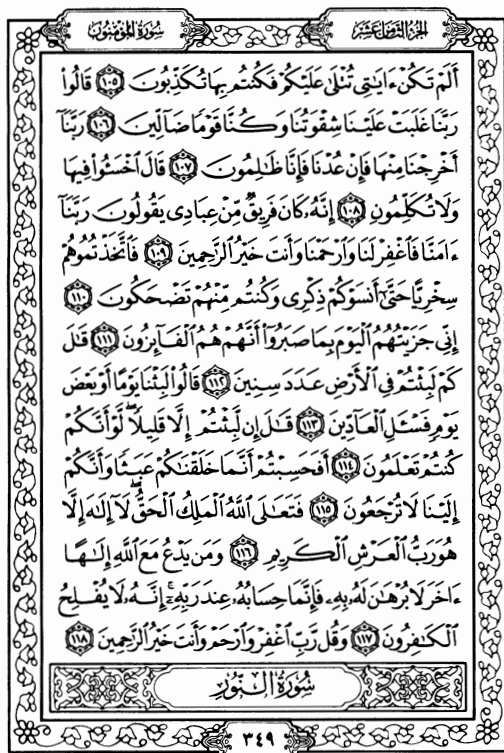 الجزء الثامن عشر
سورة المؤمنون
أَلَمْ تَكُنْ ءَايَٰتِى تُتْلَىٰ عَلَيْكُمْ فَكُنتُم بِهَا تُكَذِّبُونَ ١٠٥ قَالُوا۟
رَبَّنَا غَلَبَتْ عَلَيْنَا شِقْوَتُنَا وَكُنَّا قَوْمًا ضَآلِّينَ ١٠٦ رَبَّنَآ
أَخْرِجْنَا مِنْهَا فَإِنْ عُدْنَا فَإِنَّا ظَٰلِمُونَ ١٠٧ قَالَ ٱخْسَـُٔوا۟ فِيهَا
وَلَا تُكَلِّمُونِ ١٠٨ إِنَّهُۥ كَانَ فَرِيقٌ مِّنْ عِبَادِى يَقُولُونَ رَبَّنَآ
ءَامَنَّا فَٱغْفِرْ لَنَا وَٱرْحَمْنَا وَأَنتَ خَيْرُ ٱلرَّٰحِمِينَ ١٠٩ فَٱتَّخَذْتُمُوهُمْ
سِخْرِيًّا حَتَّىٰٓ أَنسَوْكُمْ ذِكْرِى وَكُنتُم مِّنْهُمْ تَضْحَكُونَ ١١٠
إِنِّى جَزَيْتُهُمُ ٱلْيَوْمَ بِمَا صَبَرُوٓا۟ أَنَّهُمْ هُمُ ٱلْفَآئِزُونَ ١١١ قَٰلَ
كَمْ لَبِثْتُمْ فِى ٱلْأَرْضِ عَدَدَ سِنِينَ ١١٢ قَالُوا۟ لَبِثْنَا يَوْمًا أَوْ بَعْضَ
يَوْمٍ فَسْـَٔلِ ٱلْعَآدِّينَ ١١٣ قَٰلَ إِن لَّبِثْتُمْ إِلَّا قَلِيلًا ۖ لَّوْ أَنَّكُمْ
كُنتُمْ تَعْلَمُونَ ١١٤ أَفَحَسِبْتُمْ أَنَّمَا خَلَقْنَٰكُمْ عَبَثًا وَأَنَّكُمْ
إِلَيْنَا لَا تُرْجَعُونَ ١١٥ فَتَعَٰلَى ٱللَّهُ ٱلْمَلِكُ ٱلْحَقُّ ۖ لَآ إِلَٰهَ إِلَّا
هُوَ رَبُّ ٱلْعَرْشِ ٱلْكَرِيمِ ١١٦ وَمَن يَدْعُ مَعَ ٱللَّهِ إِلَٰهًا
ءَاخَرَ لَا بُرْهَٰنَ لَهُۥ بِهِۦ فَإِنَّمَا حِسَابُهُۥ عِندَ رَبِّهِۦٓ ۚ إِنَّهُۥ لَا يُفْلِحُ
ٱلْكَٰفِرُونَ ١١٧ وَقُل رَّبِّ ٱغْفِرْ وَٱرْحَمْ وَأَنتَ خَيْرُ ٱلرَّٰحِمِينَ ١١٨
سُورَةُ النُّورِ
٣٤٩